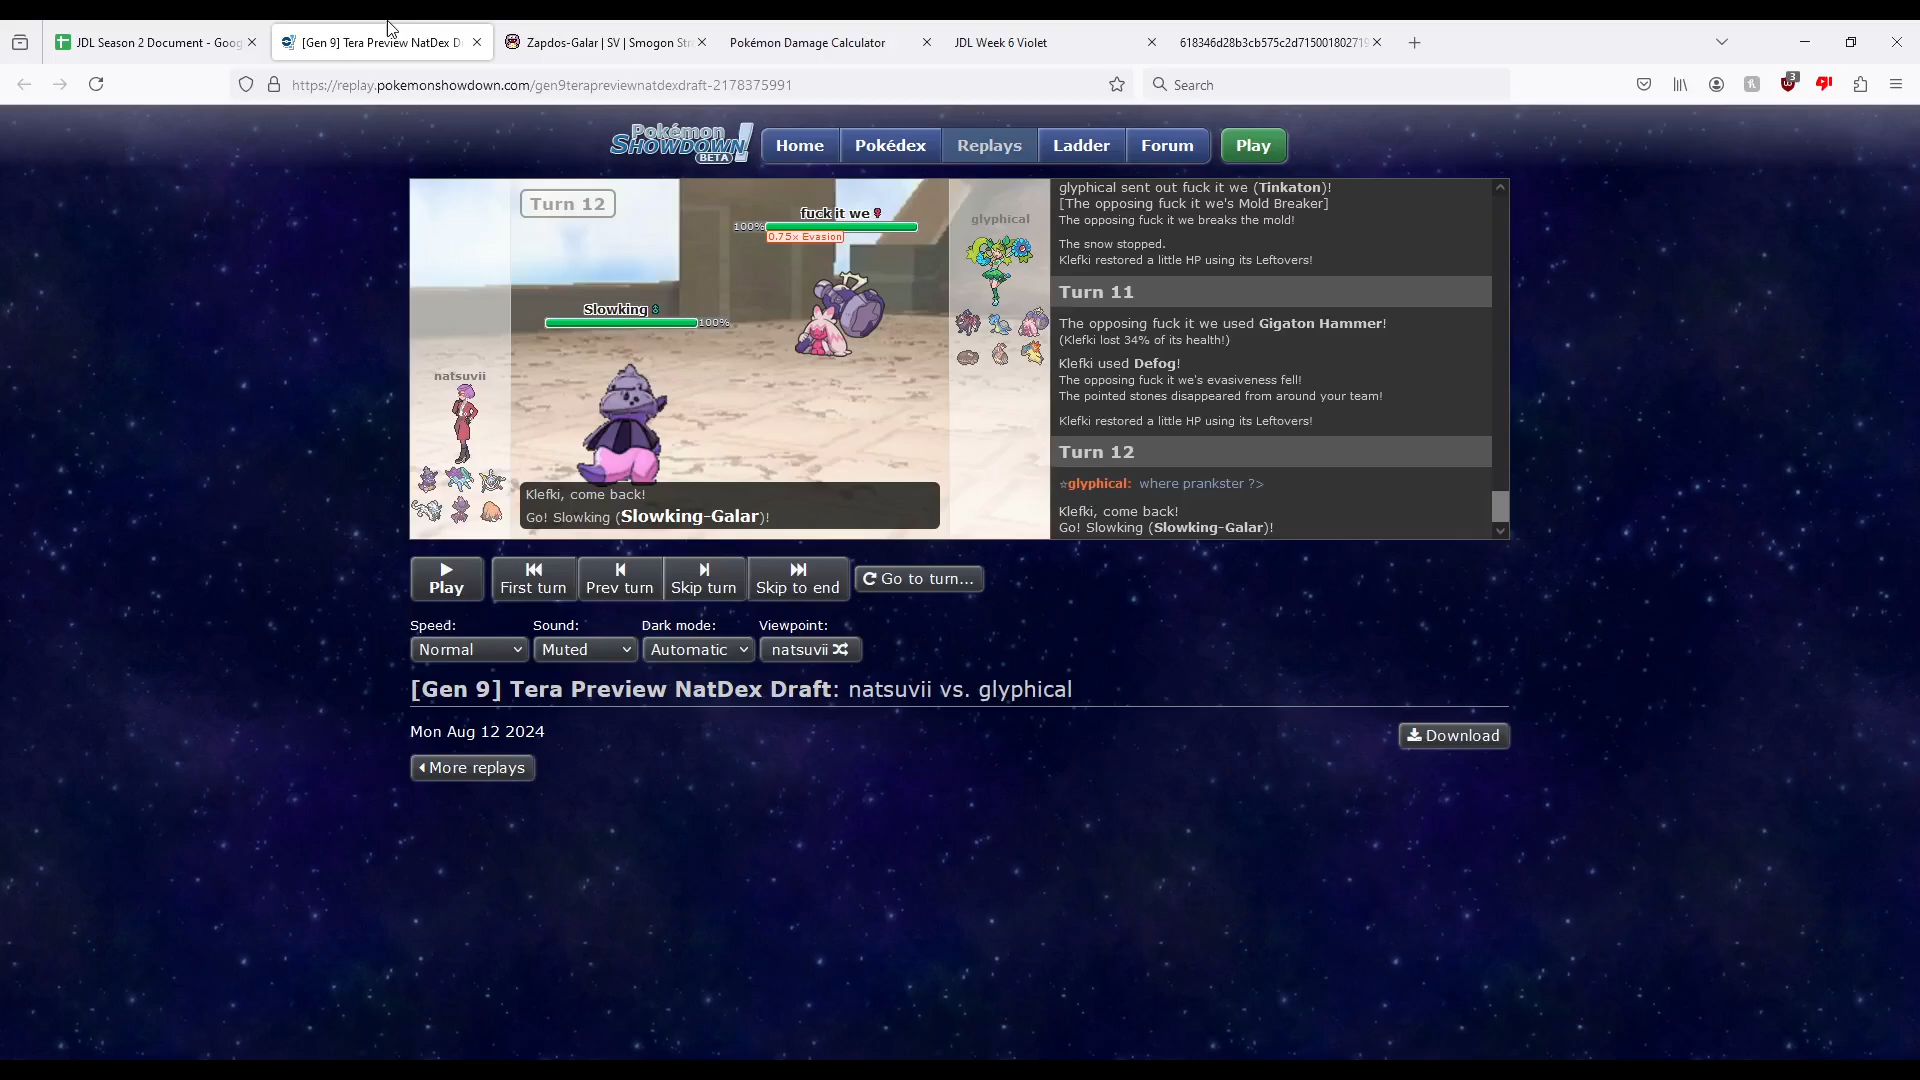 JDL Season 2 Document - Goog
[Gen 9] Tera Preview NatDex D
Zapdos-Galar | SV | Smogon Str
Pokémon Damage Calculator
JDL Week 6 Violet
618346d28b3cb575c2d715001802719
https://replay.pokemonshowdown.com/gen9terapreviewnatdexdraft-2178375991
Search
3
Pokémon
SHOWDOWN!
BETA
Home
Pokédex
Replays
Ladder
Forum
Play
Turn 12
fuck it we
100%
0.75× Evasion
Slowking
100%
natsuvii
glyphical
Klefki, come back!
Go! Slowking (Slowking-Galar)!
glyphical sent out fuck it we (Tinkaton)!
[The opposing fuck it we's Mold Breaker]
The opposing fuck it we breaks the mold!
The snow stopped.
Klefki restored a little HP using its Leftovers!
Turn 11
The opposing fuck it we used Gigaton Hammer!
(Klefki lost 34% of its health!)
Klefki used Defog!
The opposing fuck it we's evasiveness fell!
The pointed stones disappeared from around your team!
Klefki restored a little HP using its Leftovers!
Turn 12
☆glyphical: where prankster ?>
Klefki, come back!
Go! Slowking (Slowking-Galar)!
Play
First turn
Prev turn
Skip turn
Skip to end
Go to turn...
Speed:
Sound:
Dark mode:
Viewpoint:
Normal
Muted
Automatic
natsuvii
[Gen 9] Tera Preview NatDex Draft: natsuvii vs. glyphical
Mon Aug 12 2024
Download
More replays